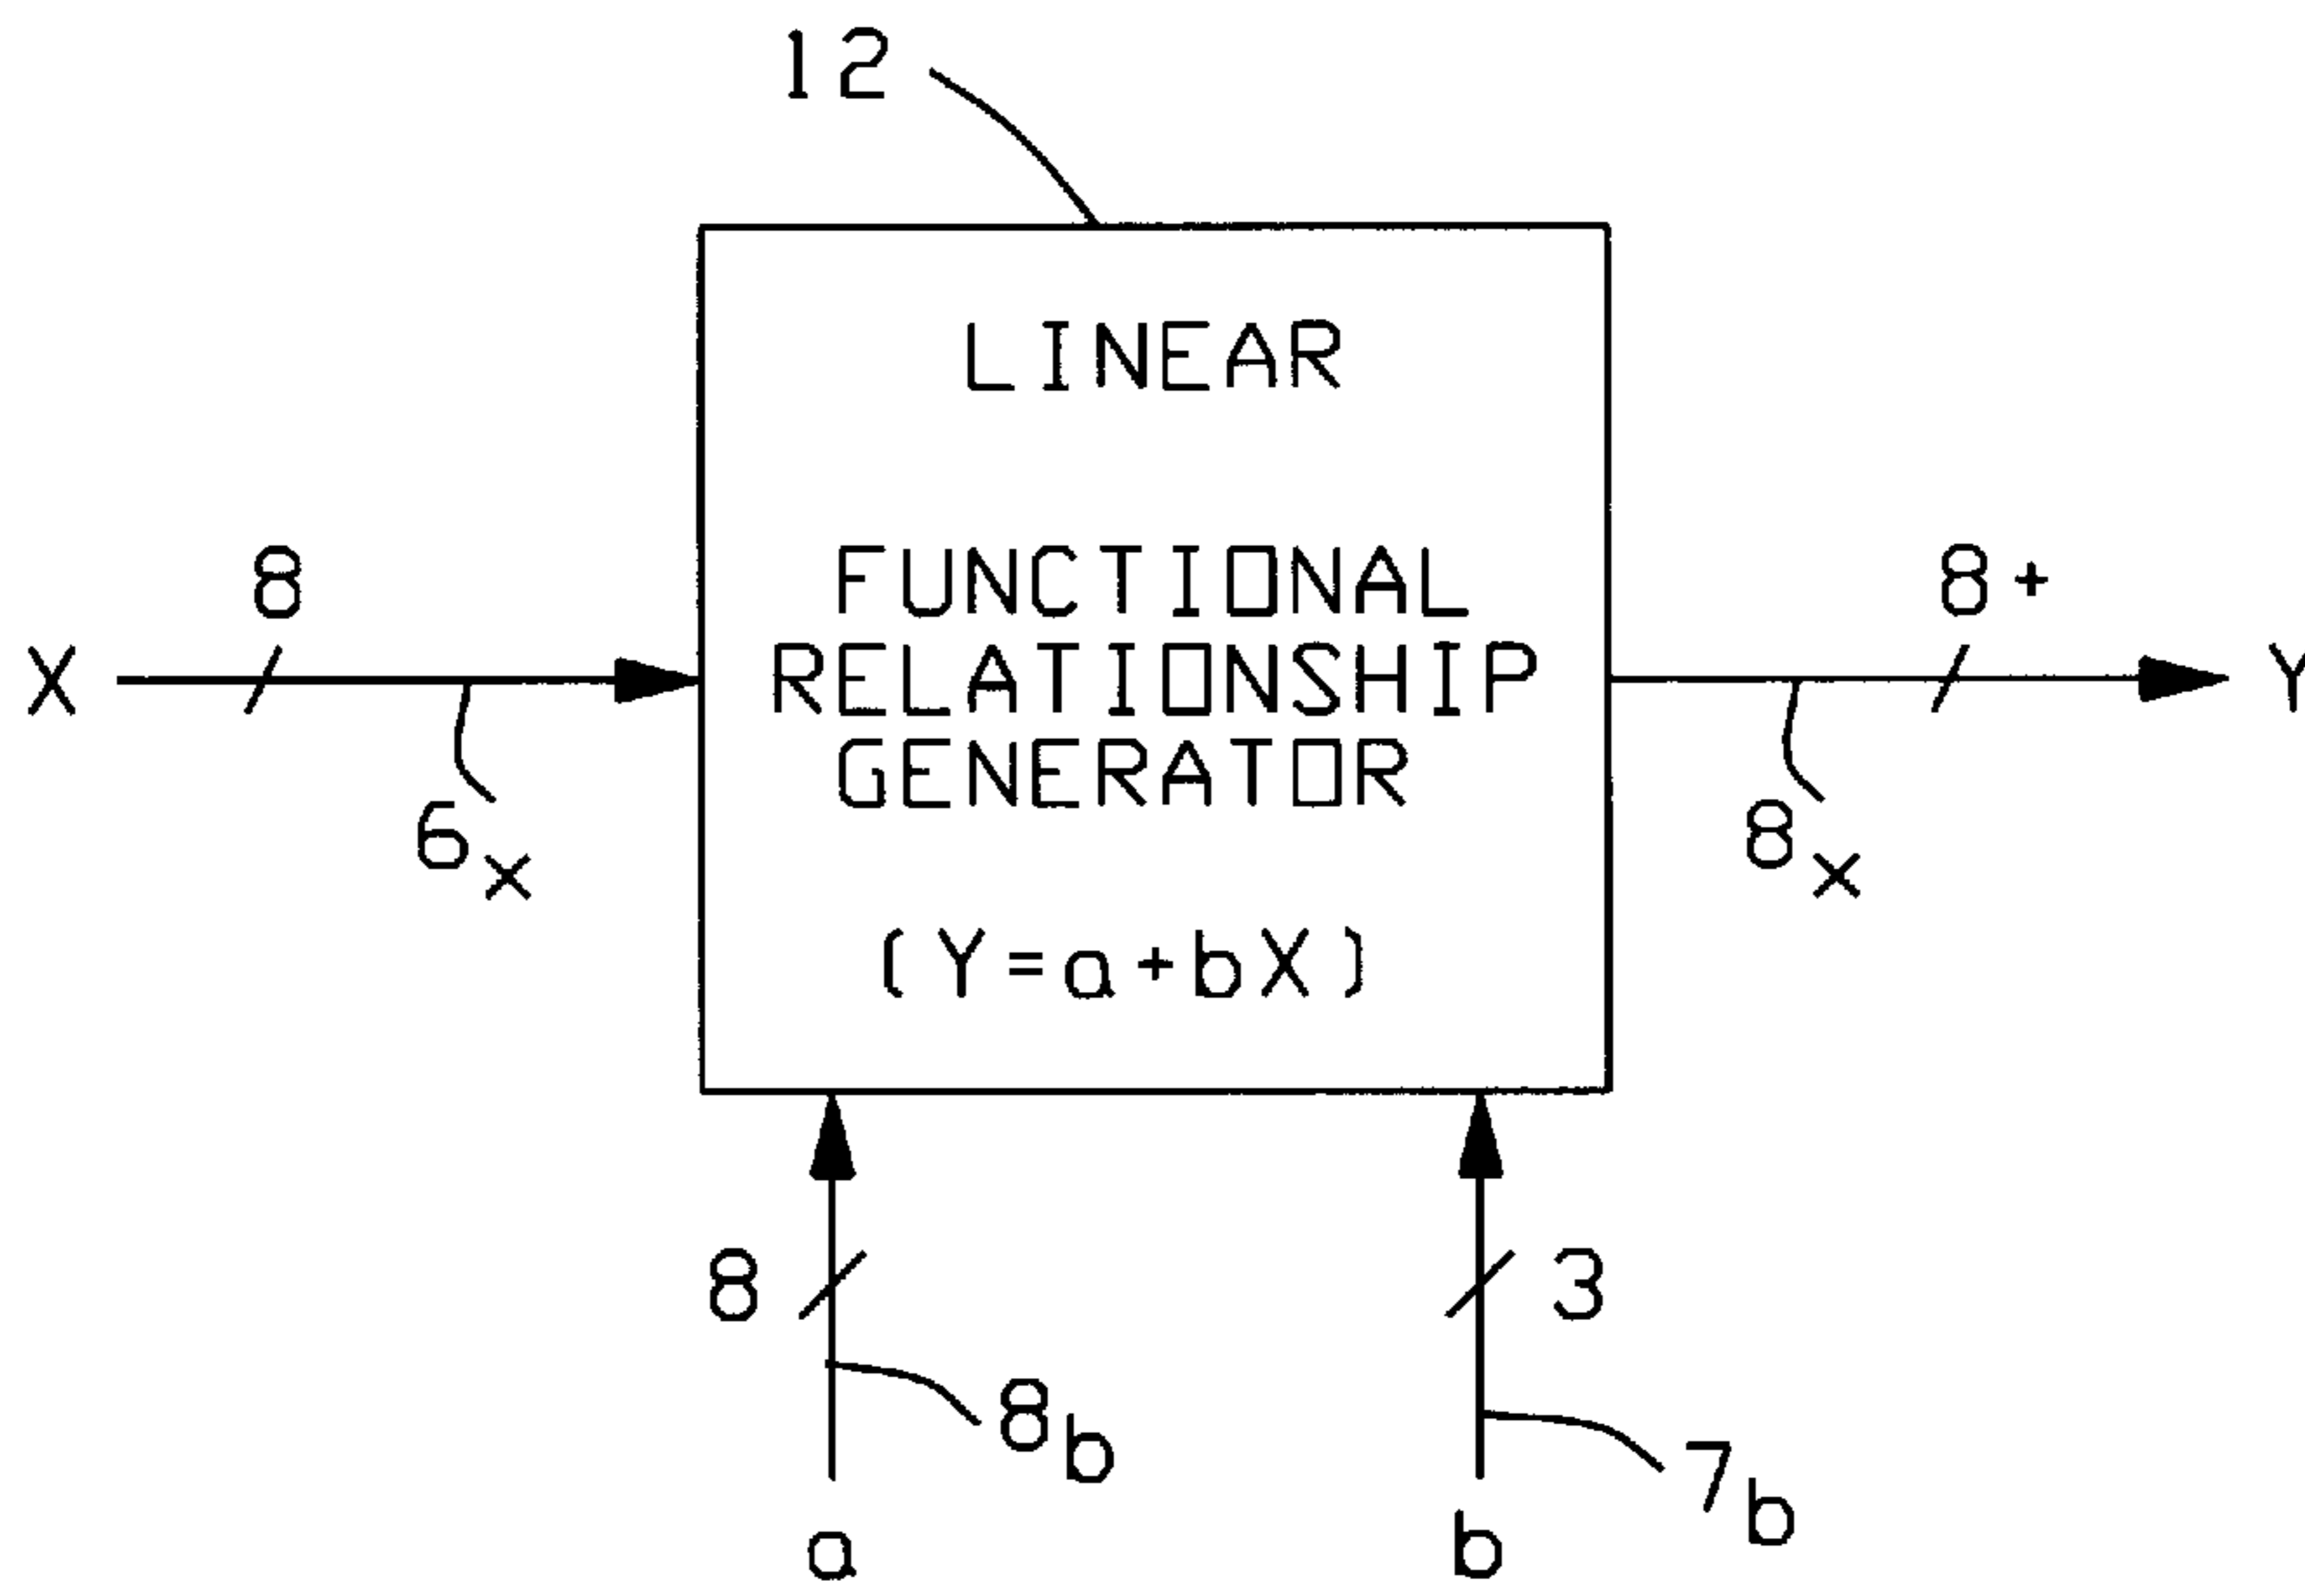 12
LINEAR
FUNCTIONAL
RELATIONSHIP
GENERATOR
(Y=a+bX)
X
8
6x
8+
Y
8x
8
8b
a
3
7b
b